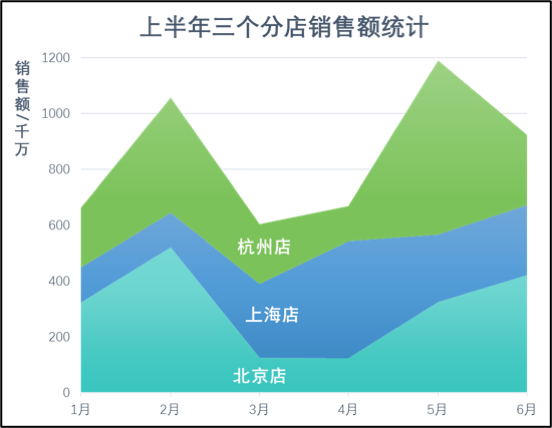 上半年三个分店销售额统计
销售额/千万
1200
1000
800
600
400
200
0
杭州店
上海店
北京店
1月 2月 3月 4月 5月 6月